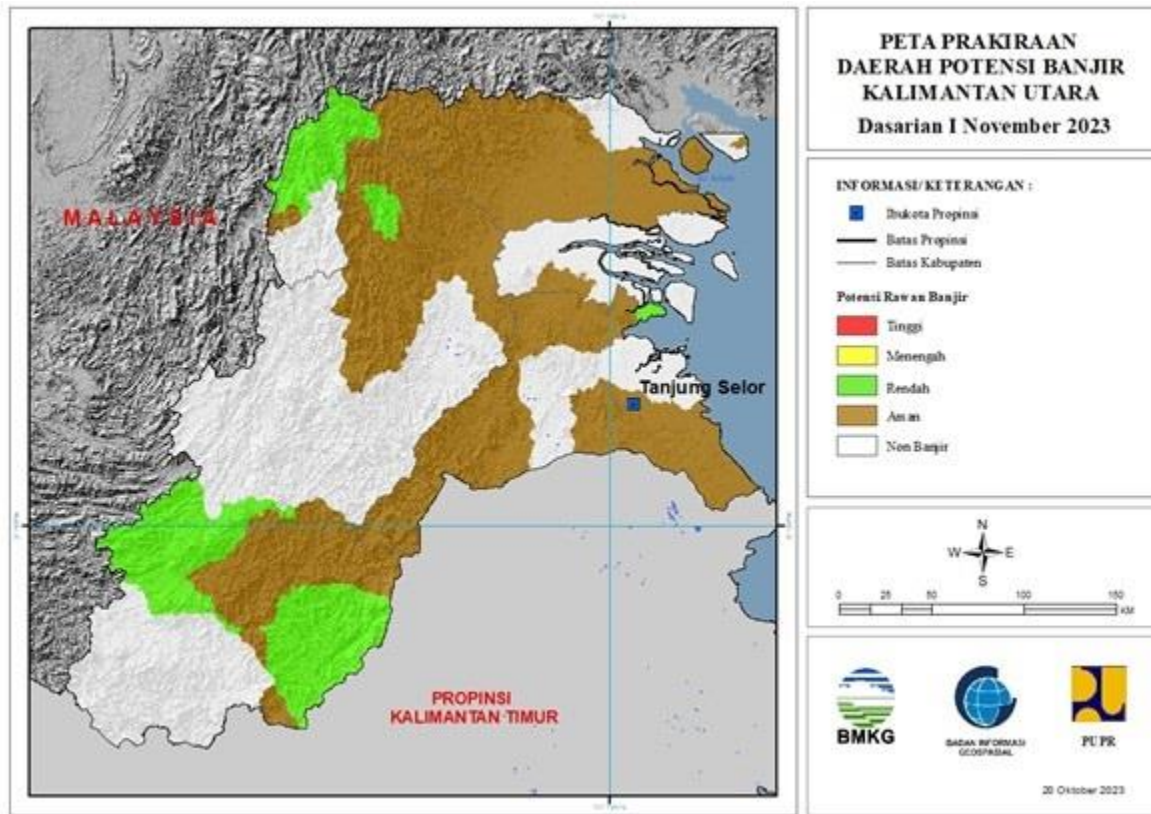 MALAYSIA
Tanjung Selor
PROPINSI
KALIMANTAN TIMUR
PETA PRAKIRAAN
DAERAH POTENSI BANJIR
KALIMANTAN UTARA
Dasarian I November 2023
INFORMASI/KETERANGAN :
Ibukota Propinsi
Batas Propinsi
Batas Kabupaten
Potensi Rawan Banjir
Tinggi
Menengah
Rendah
Aman
Non Banjir
N
W E
S
0 25 50 100 150
KM
BMKG
BADAN INFORMASI
GEOSPASIAL
PUPR
20 Oktober 2023